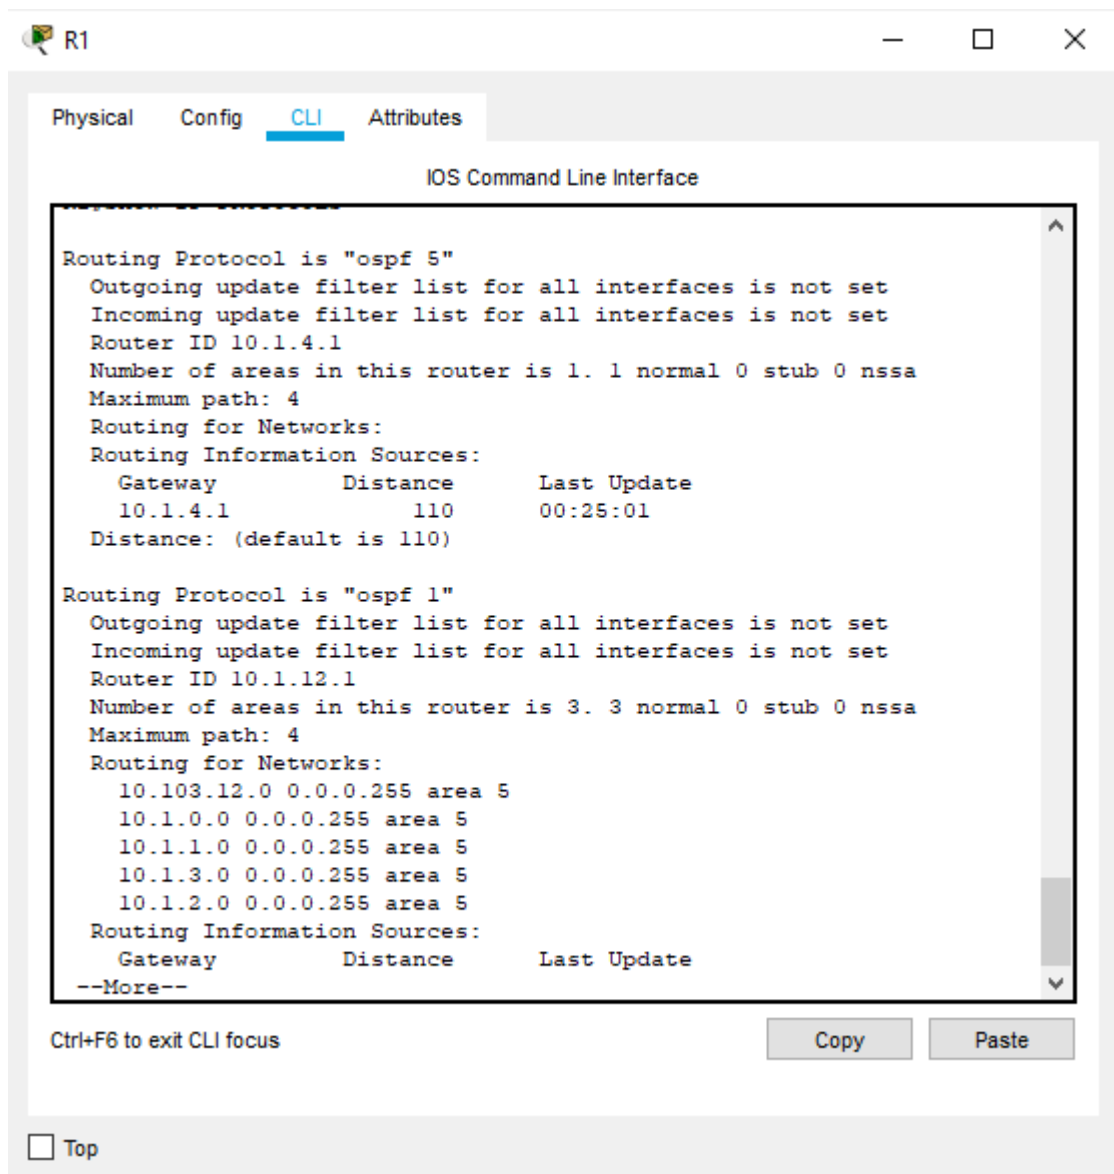 R1
Physical Config CLI Attributes
IOS Command Line Interface
Routing Protocol is "ospf 5"
Outgoing update filter list for all interfaces is not set
Incoming update filter list for all interfaces is not set
Router ID 10.1.4.1
Number of areas in this router is 1. 1 normal 0 stub 0 nssa
Maximum path: 4
Routing for Networks:
Routing Information Sources:
Gateway Distance Last Update
10.1.4.1 110 00:25:01
Distance: (default is 110)
Routing Protocol is "ospf 1"
Outgoing update filter list for all interfaces is not set
Incoming update filter list for all interfaces is not set
Router ID 10.1.12.1
Number of areas in this router is 3. 3 normal 0 stub 0 nssa
Maximum path: 4
Routing for Networks:
10.103.12.0 0.0.0.255 area 5
10.1.0.0 0.0.0.255 area 5
10.1.1.0 0.0.0.255 area 5
10.1.3.0 0.0.0.255 area 5
10.1.2.0 0.0.0.255 area 5
Routing Information Sources:
Gateway Distance Last Update
--More--
Ctrl+F6 to exit CLI focus
Copy Paste
Top